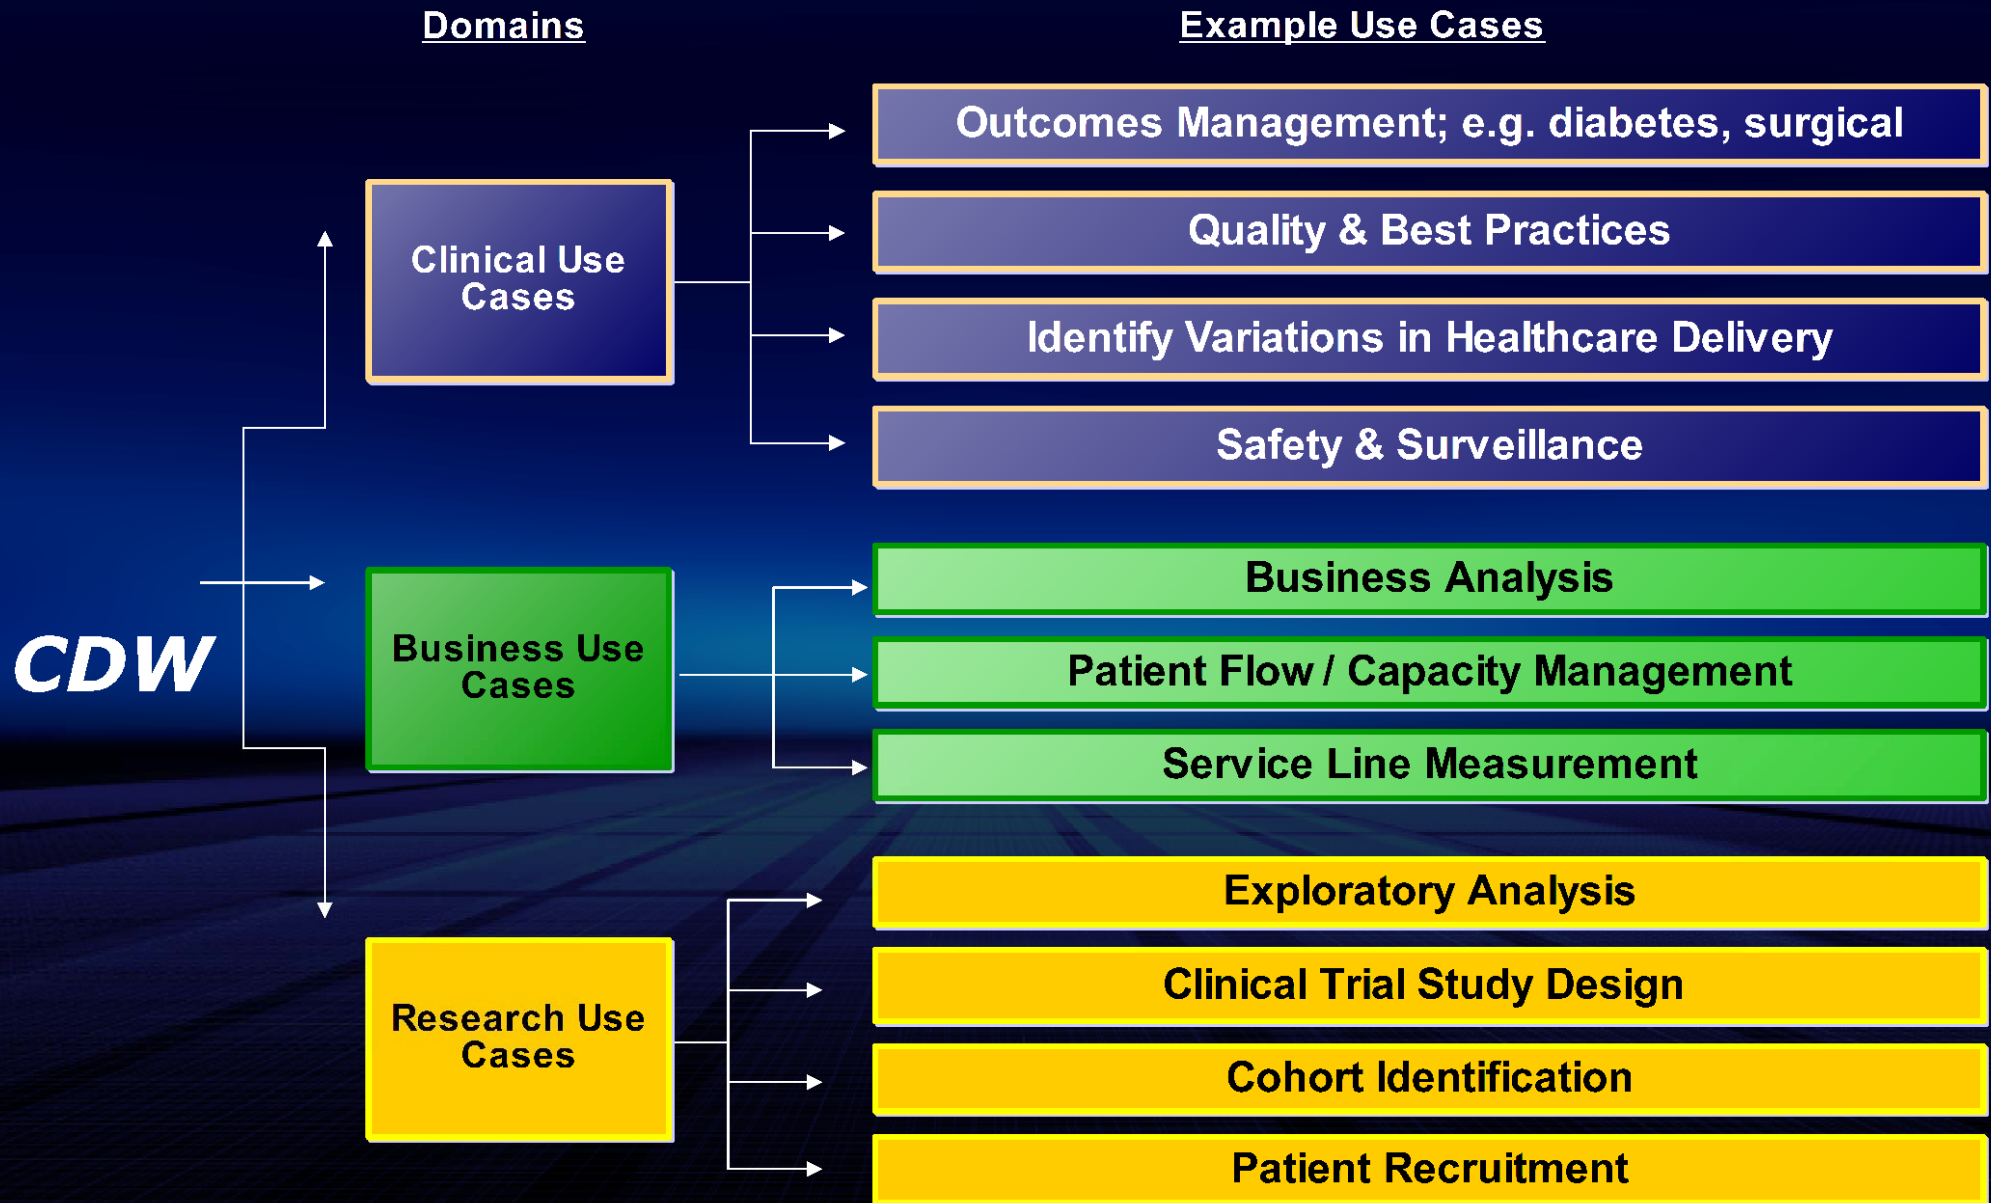 Domains
Example Use Cases
Outcomes Management; e.g. diabetes, surgical
Quality & Best Practices
Clinical Use
Cases
Identify Variations in Healthcare Delivery
Safety & Surveillance
CDW
Business Analysis
Business Use
Cases
Patient Flow / Capacity Management
Service Line Measurement
Exploratory Analysis
Clinical Trial Study Design
Research Use
Cases
Cohort Identification
Patient Recruitment